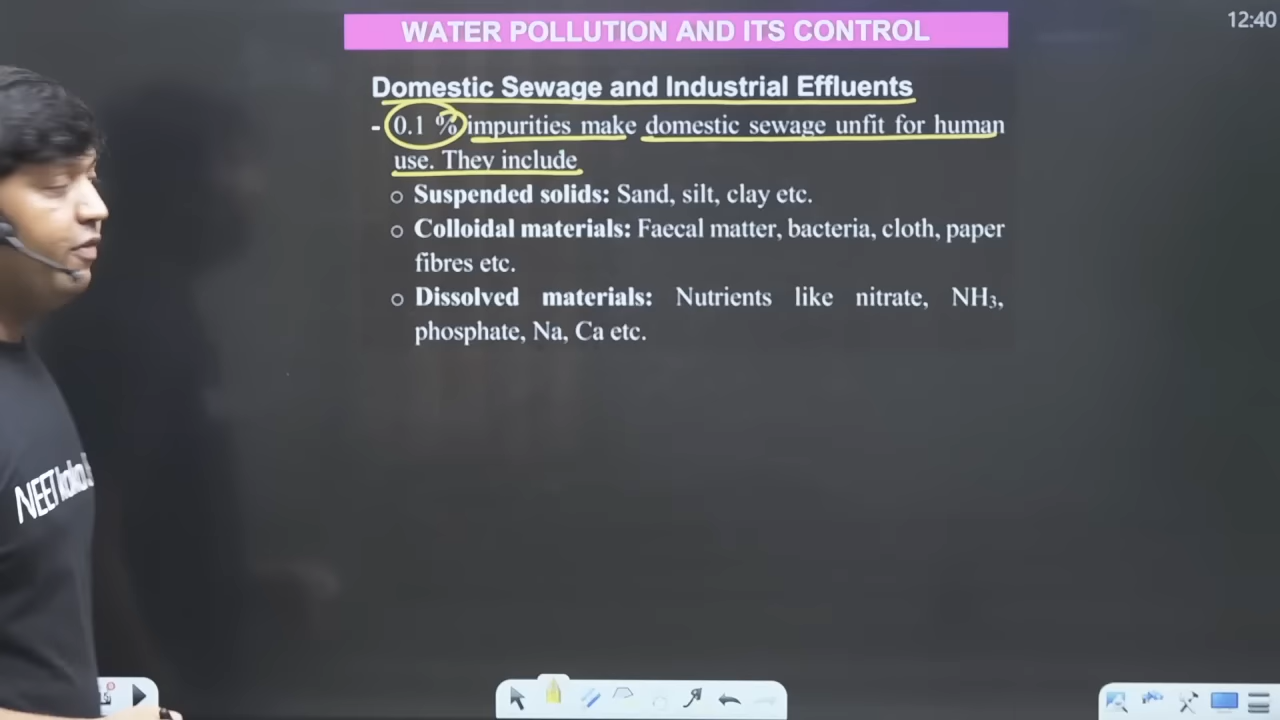 12:40
WATER POLLUTION AND ITS CONTROL
Domestic Sewage and Industrial Effluents
- 0.1 % impurities make domestic sewage unfit for human
use. They include
o Suspended solids: Sand, silt, clay etc.
o Colloidal materials: Faecal matter, bacteria, cloth, paper
fibres etc.
o Dissolved materials: Nutrients like nitrate, NH₃,
phosphate, Na, Ca etc.
NEET